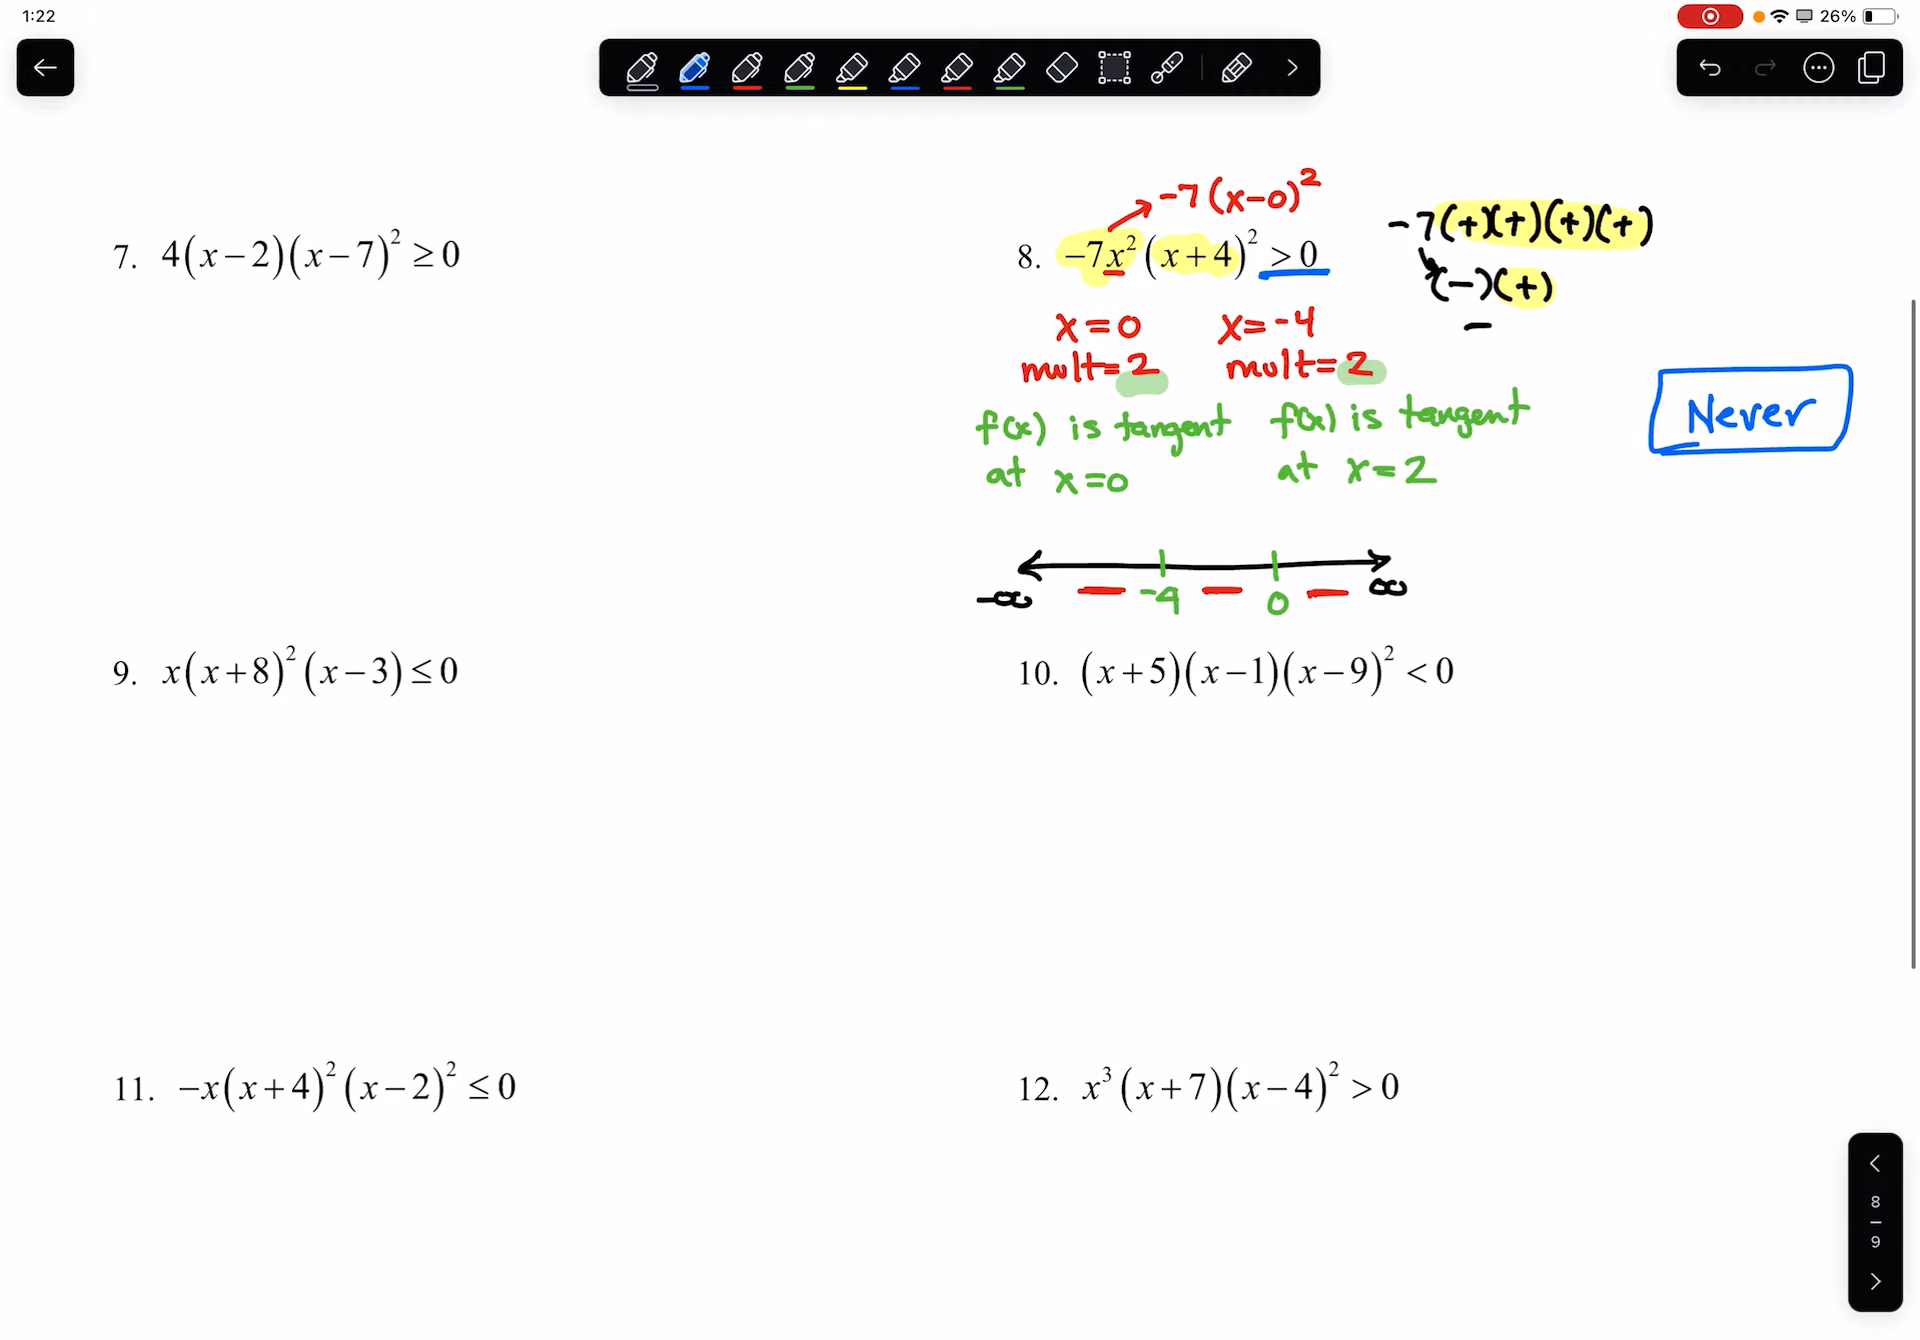 1:22
26%
7. 4(x−2)(x−7)² ≥ 0
−7(x−0)²
8. −7x²(x+4)² > 0
−7(+)(+)(+)(+)
(−)(+)
−
x=0 x=-4
mult=2 mult=2
f(x) is tangent f(x) is tangent
at x=0 at x=2
Never
−∞ − -4 − 0 − ∞
9. x(x+8)²(x−3) ≤ 0
10. (x+5)(x−1)(x−9)² < 0
11. −x(x+4)²(x−2)² ≤ 0
12. x³(x+7)(x−4)² > 0
8
9